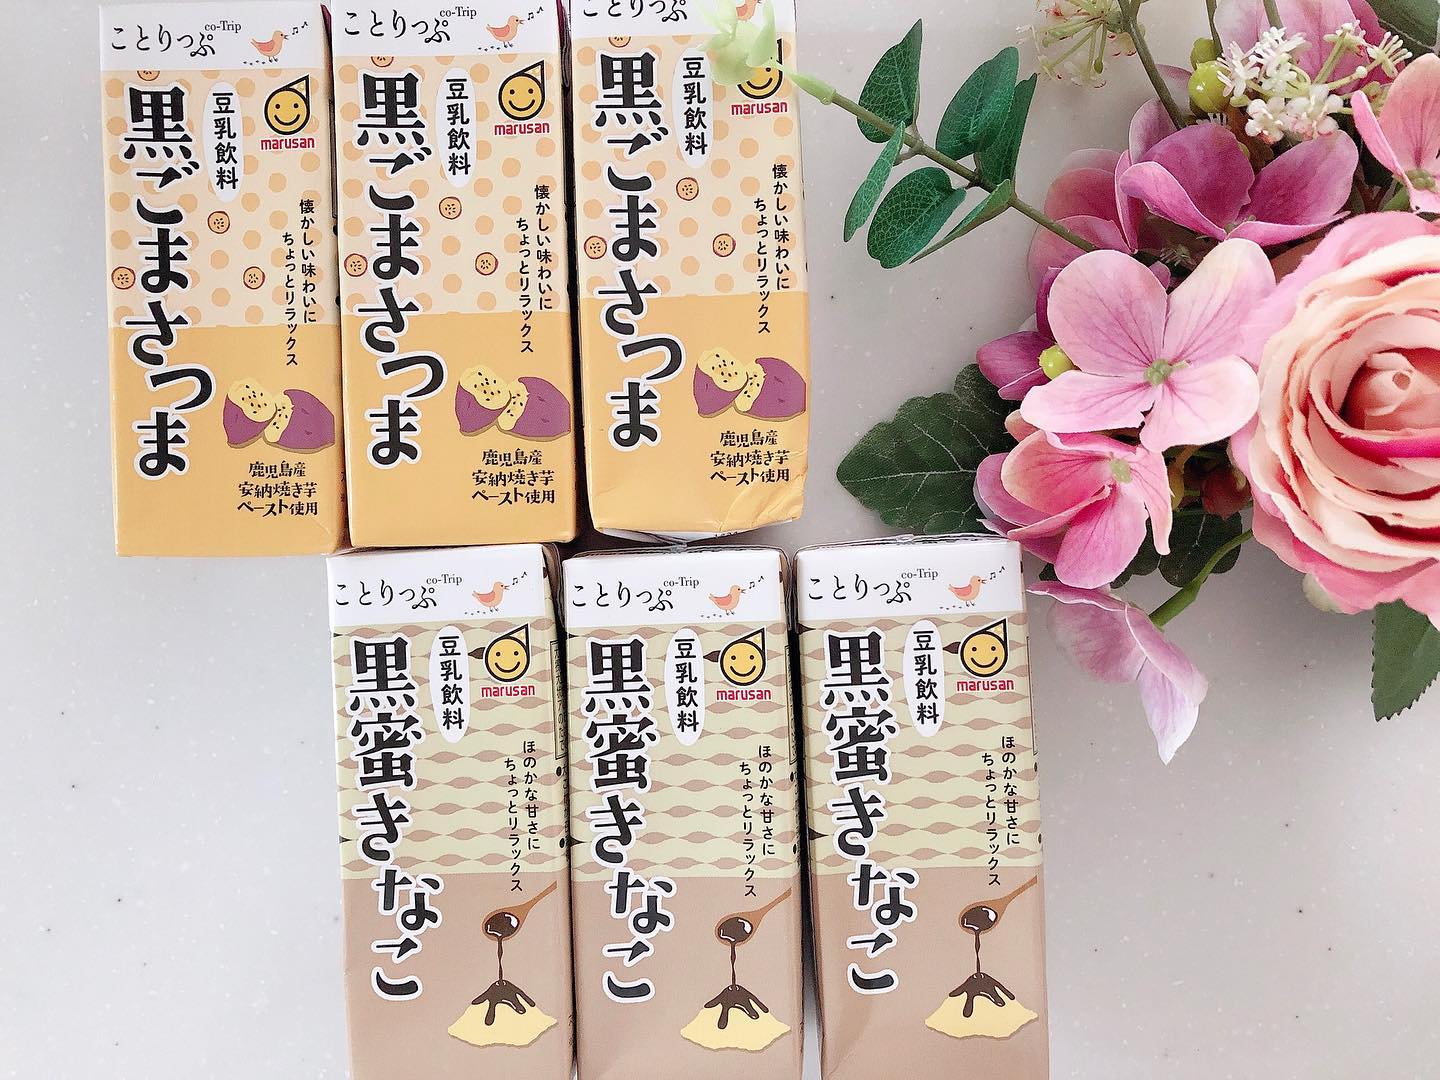 ことりっぷ
co-Trip
黒ごまさつま
豆乳飲料
marusan
懐かしい味わいに
ちょっとリラックス
鹿児島産
安納焼き芋
ペースト使用
ことりっぷ
co-Trip
黒ごまさつま
豆乳飲料
marusan
懐かしい味わいに
ちょっとリラックス
鹿児島産
安納焼き芋
ペースト使用
ことりっぷ
co-Trip
黒ごまさつま
豆乳飲料
marusan
懐かしい味わいに
ちょっとリラックス
鹿児島産
安納焼き芋
ペースト使用
ことりっぷ
co-Trip
黒蜜きなこ
豆乳飲料
marusan
ほのかな甘さに
ちょっとリラックス
ことりっぷ
co-Trip
黒蜜きなこ
豆乳飲料
marusan
ほのかな甘さに
ちょっとリラックス
ことりっぷ
co-Trip
黒蜜きなこ
豆乳飲料
marusan
ほのかな甘さに
ちょっとリラックス